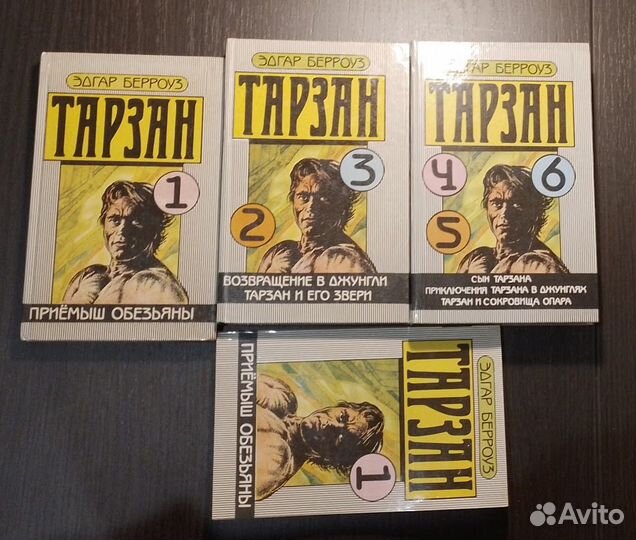 ЭДГАР БЕРРОУЗ
ТАРЗАН
1
ПРИЁМЫШ ОБЕЗЬЯНЫ
ЭДГАР БЕРРОУЗ
ТАРЗАН
3
2
ВОЗВРАЩЕНИЕ В ДЖУНГЛИ
ТАРЗАН И ЕГО ЗВЕРИ
ЭДГАР БЕРРОУЗ
ТАРЗАН
4
6
5
СЫН ТАРЗАНА
ПРИКЛЮЧЕНИЯ ТАРЗАНА В ДЖУНГЛЯХ
ТАРЗАН И СОКРОВИЩА ОПАРА
ЭДГАР БЕРРОУЗ
ТАРЗАН
1
ПРИЁМЫШ ОБЕЗЬЯНЫ
Avito